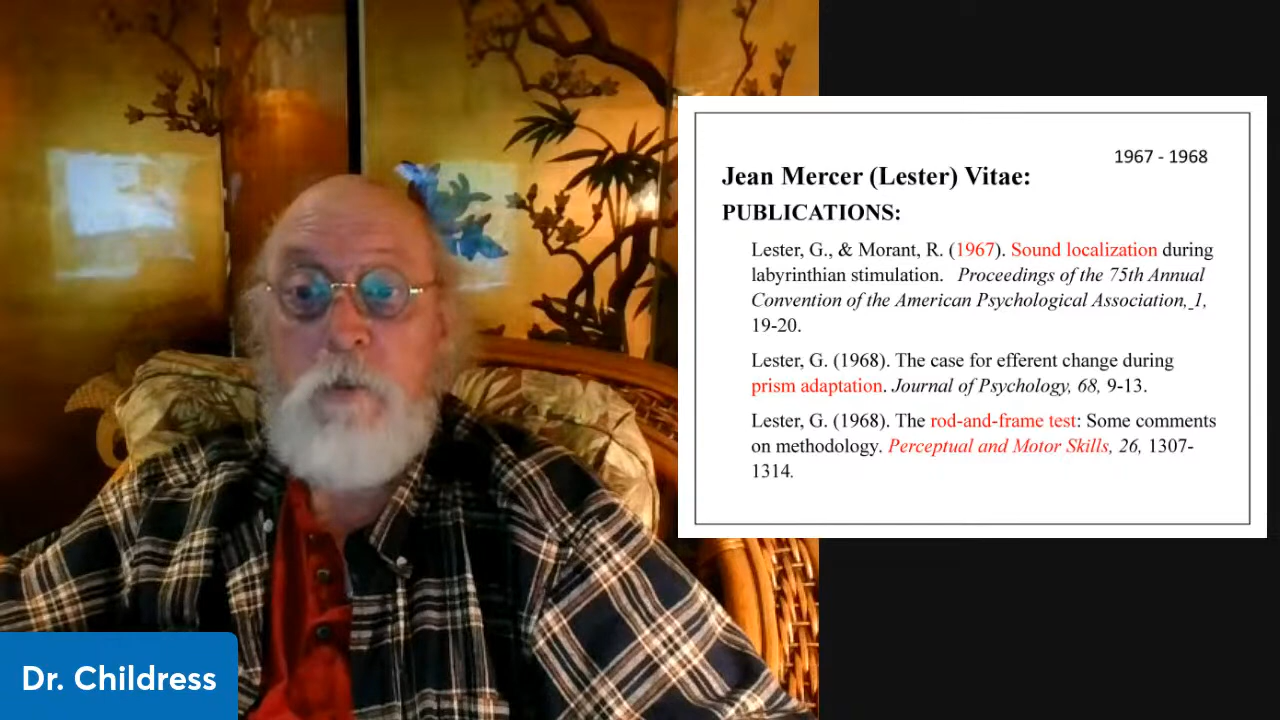 1967 - 1968
Jean Mercer (Lester) Vitae:
PUBLICATIONS:
Lester, G., & Morant, R. (1967). Sound localization during
labyrinthian stimulation. Proceedings of the 75th Annual
Convention of the American Psychological Association, 1,
19-20.
Lester, G. (1968). The case for efferent change during
prism adaptation. Journal of Psychology, 68, 9-13.
Lester, G. (1968). The rod-and-frame test: Some comments
on methodology. Perceptual and Motor Skills, 26, 1307-
1314.
Dr. Childress